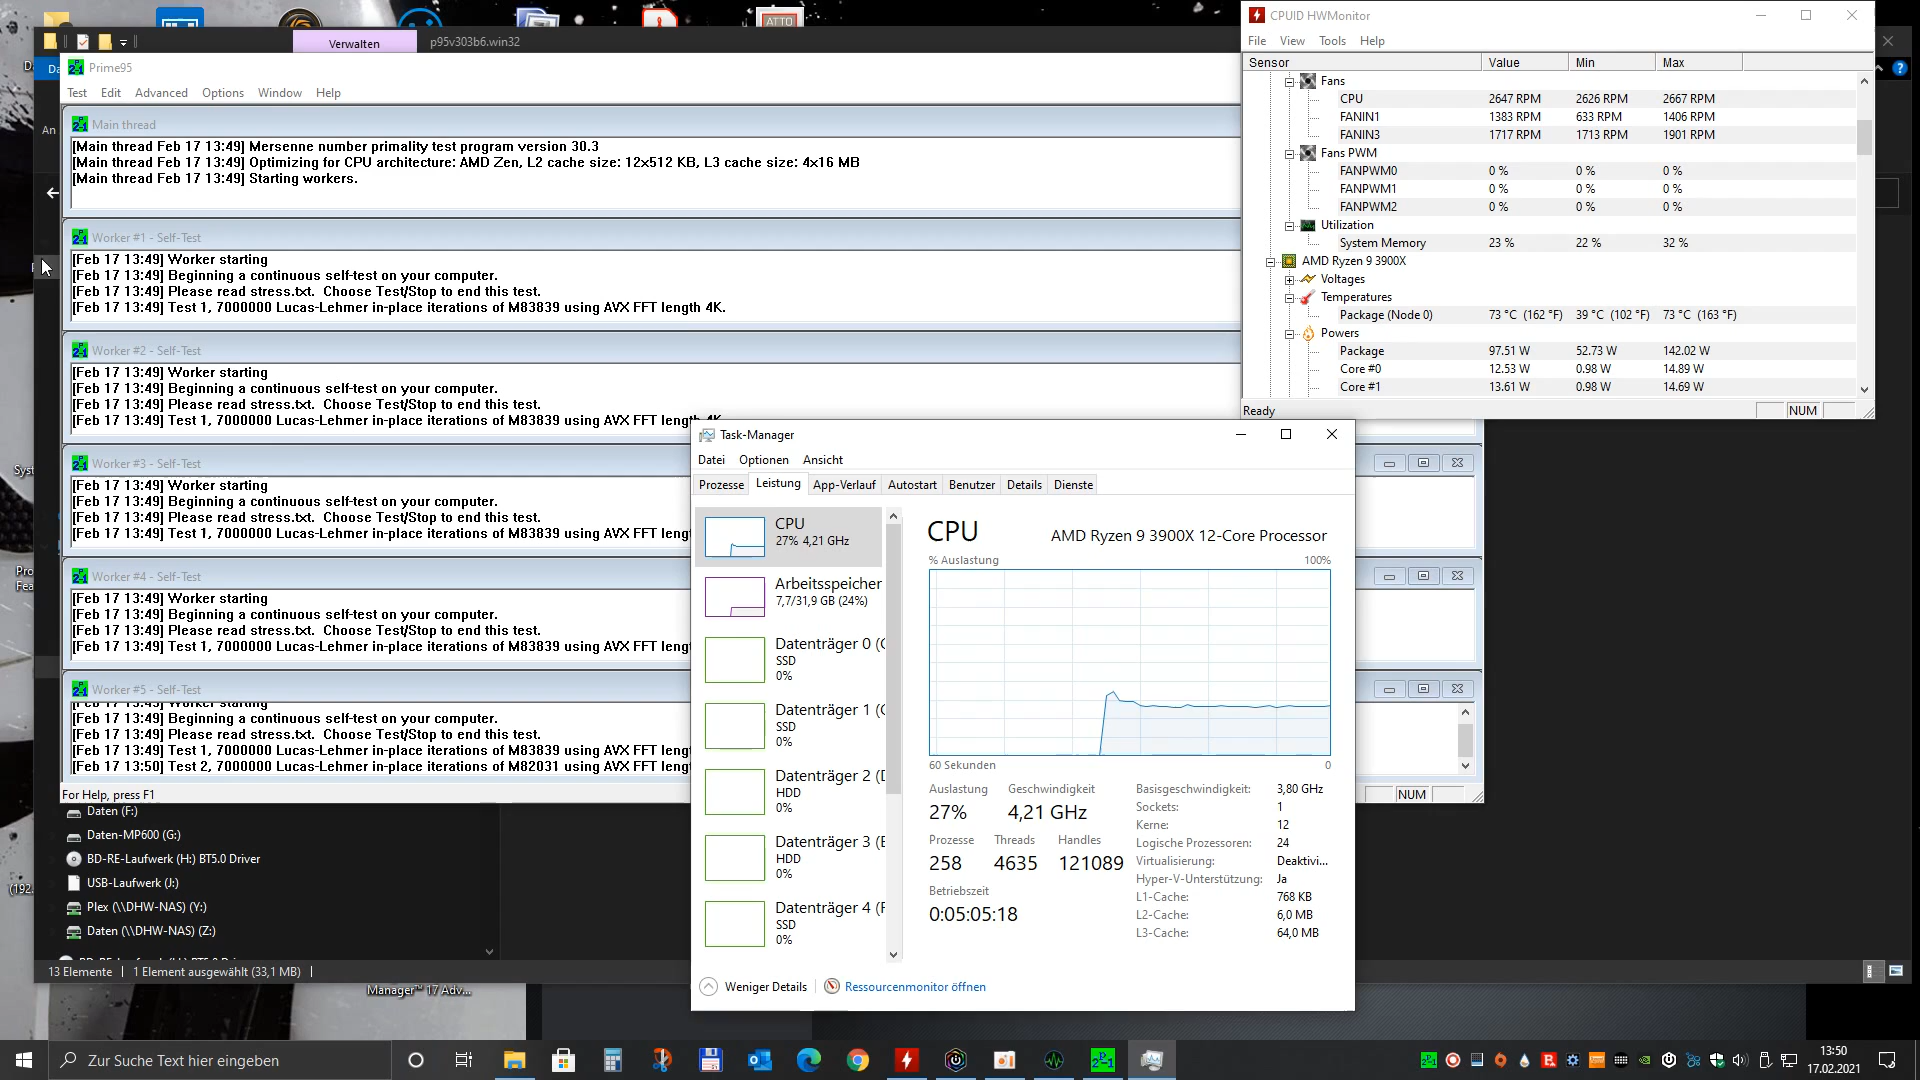 ATTO
Verwalten
p95v303b6.win32
Prime95
Test Edit Advanced Options Window Help
Main thread
[Main thread Feb 17 13:49] Mersenne number primality test program version 30.3
[Main thread Feb 17 13:49] Optimizing for CPU architecture: AMD Zen, L2 cache size: 12x512 KB, L3 cache size: 4x16 MB
[Main thread Feb 17 13:49] Starting workers.
Worker #1 - Self-Test
[Feb 17 13:49] Worker starting
[Feb 17 13:49] Beginning a continuous self-test on your computer.
[Feb 17 13:49] Please read stress.txt.  Choose Test/Stop to end this test.
[Feb 17 13:49] Test 1, 7000000 Lucas-Lehmer in-place iterations of M83839 using AVX FFT length 4K.
Worker #2 - Self-Test
[Feb 17 13:49] Worker starting
[Feb 17 13:49] Beginning a continuous self-test on your computer.
[Feb 17 13:49] Please read stress.txt.  Choose Test/Stop to end this test.
[Feb 17 13:49] Test 1, 7000000 Lucas-Lehmer in-place iterations of M83839 using AVX FFT length 4K.
Worker #3 - Self-Test
[Feb 17 13:49] Worker starting
[Feb 17 13:49] Beginning a continuous self-test on your computer.
[Feb 17 13:49] Please read stress.txt.  Choose Test/Stop to end this test.
[Feb 17 13:49] Test 1, 7000000 Lucas-Lehmer in-place iterations of M83839 using AVX FFT leng
Worker #4 - Self-Test
[Feb 17 13:49] Worker starting
[Feb 17 13:49] Beginning a continuous self-test on your computer.
[Feb 17 13:49] Please read stress.txt.  Choose Test/Stop to end this test.
[Feb 17 13:49] Test 1, 7000000 Lucas-Lehmer in-place iterations of M83839 using AVX FFT leng
Worker #5 - Self-Test
[Feb 17 13:49] Worker starting
[Feb 17 13:49] Beginning a continuous self-test on your computer.
[Feb 17 13:49] Please read stress.txt.  Choose Test/Stop to end this test.
[Feb 17 13:49] Test 1, 7000000 Lucas-Lehmer in-place iterations of M83839 using AVX FFT leng
[Feb 17 13:50] Test 2, 7000000 Lucas-Lehmer in-place iterations of M82031 using AVX FFT leng
For Help, press F1
NUM
CPUID HWMonitor
File View Tools Help
Sensor Value Min Max
Fans
CPU 2647 RPM 2626 RPM 2667 RPM
FANIN1 1383 RPM 633 RPM 1406 RPM
FANIN3 1717 RPM 1713 RPM 1901 RPM
Fans PWM
FANPWM0 0 % 0 % 0 %
FANPWM1 0 % 0 % 0 %
FANPWM2 0 % 0 % 0 %
Utilization
System Memory 23 % 22 % 32 %
AMD Ryzen 9 3900X
Voltages
Temperatures
Package (Node 0) 73 °C (162 °F) 39 °C (102 °F) 73 °C (163 °F)
Powers
Package 97.51 W 52.73 W 142.02 W
Core #0 12.53 W 0.98 W 14.89 W
Core #1 13.61 W 0.98 W 14.69 W
Ready
NUM
Task-Manager
Datei Optionen Ansicht
Prozesse Leistung App-Verlauf Autostart Benutzer Details Dienste
CPU
27% 4,21 GHz
Arbeitsspeicher
7,7/31,9 GB (24%)
Datenträger 0 (
SSD
0%
Datenträger 1 (
SSD
0%
Datenträger 2 (
HDD
0%
Datenträger 3 (
HDD
0%
Datenträger 4 (
SSD
0%
CPU AMD Ryzen 9 3900X 12-Core Processor
% Auslastung 100%
60 Sekunden 0
Auslastung Geschwindigkeit
27% 4,21 GHz
Prozesse Threads Handles
258 4635 121089
Betriebszeit
0:05:05:18
Basisgeschwindigkeit: 3,80 GHz
Sockets: 1
Kerne: 12
Logische Prozessoren: 24
Virtualisierung: Deaktivi...
Hyper-V-Unterstützung: Ja
L1-Cache: 768 KB
L2-Cache: 6,0 MB
L3-Cache: 64,0 MB
Weniger Details Ressourcenmonitor öffnen
Da
An
Syst
Pro
Fea
(192.
Daten (F:)
Daten-MP600 (G:)
BD-RE-Laufwerk (H:) BT5.0 Driver
USB-Laufwerk (J:)
Plex (\\DHW-NAS) (Y:)
Daten (\\DHW-NAS) (Z:)
13 Elemente 1 Element ausgewählt (33,1 MB)
Manager™ 17 Adv...
Zur Suche Text hier eingeben
13:50
17.02.2021